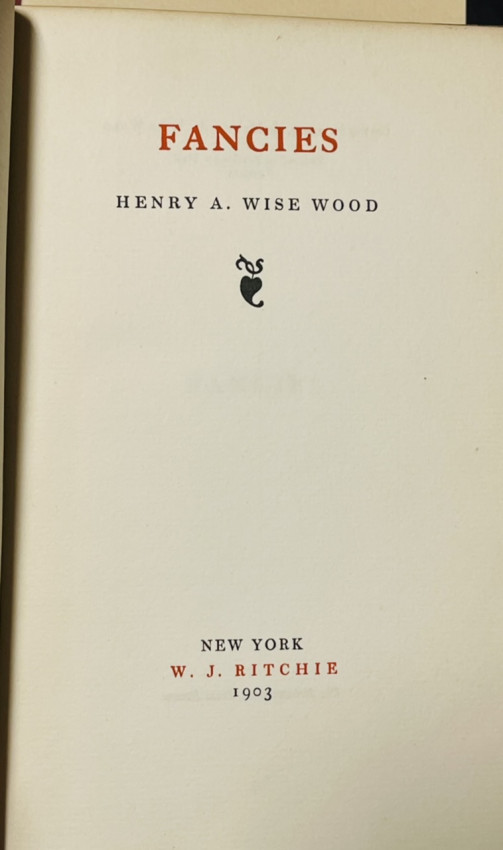 FANCIES
HENRY A. WISE WOOD
NEW YORK
W. J. RITCHIE
1903